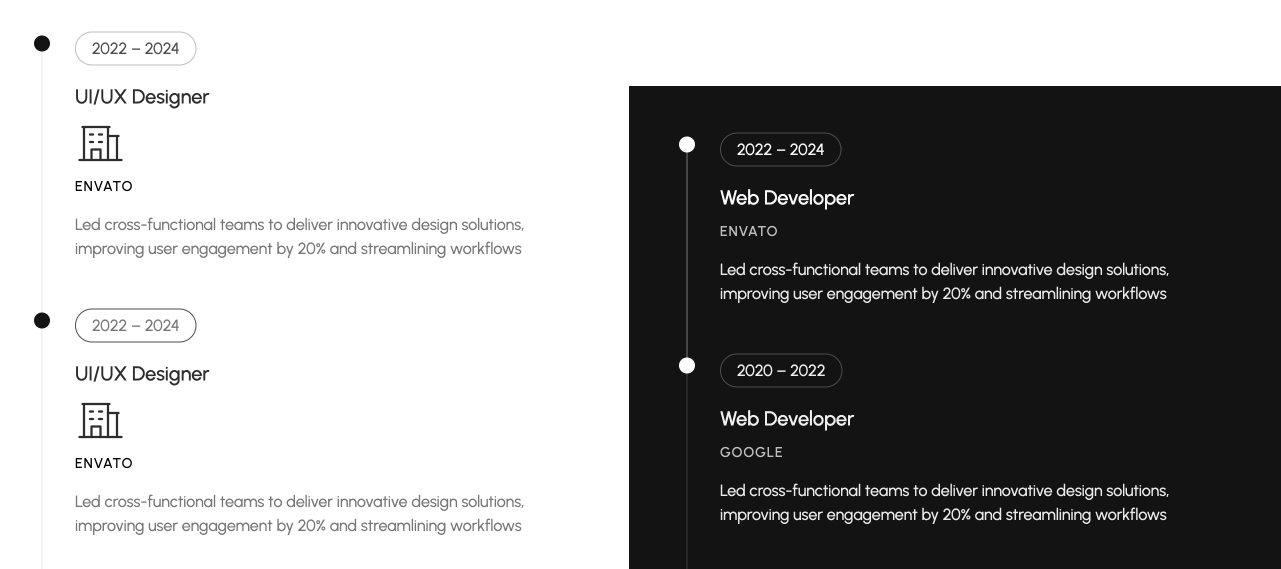 2022 – 2024
UI/UX Designer
ENVATO
Led cross-functional teams to deliver innovative design solutions,
improving user engagement by 20% and streamlining workflows
2022 – 2024
UI/UX Designer
ENVATO
Led cross-functional teams to deliver innovative design solutions,
improving user engagement by 20% and streamlining workflows
2022 – 2024
Web Developer
ENVATO
Led cross-functional teams to deliver innovative design solutions,
improving user engagement by 20% and streamlining workflows
2020 – 2022
Web Developer
GOOGLE
Led cross-functional teams to deliver innovative design solutions,
improving user engagement by 20% and streamlining workflows